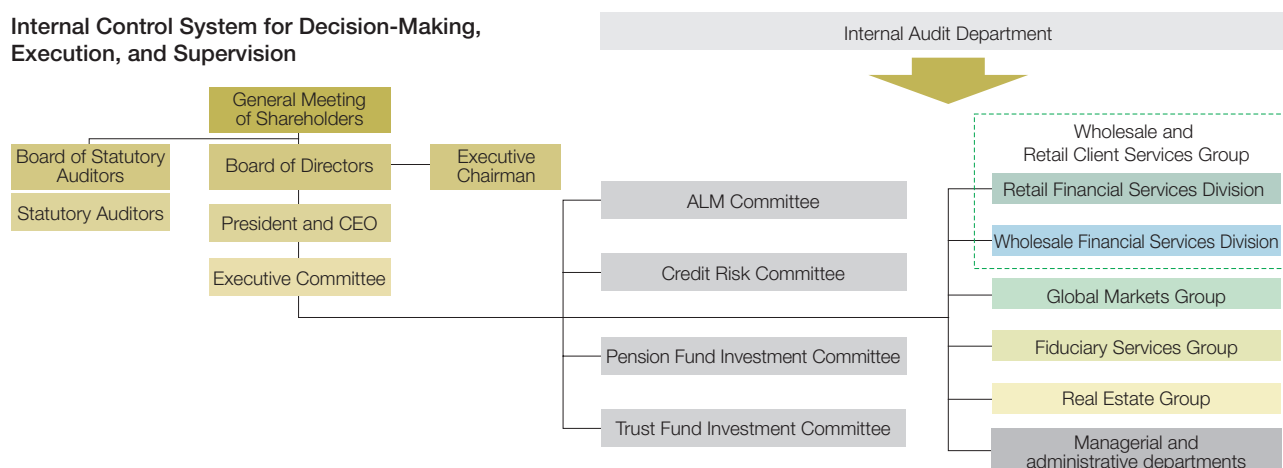 Internal Control System for Decision-Making,
Execution, and Supervision
Internal Audit Department
General Meeting
of Shareholders
Board of Statutory
Auditors
Board of Directors
Executive
Chairman
Statutory Auditors
President and CEO
Executive Committee
ALM Committee
Credit Risk Committee
Pension Fund Investment Committee
Trust Fund Investment Committee
Wholesale and
Retail Client Services Group
Retail Financial Services Division
Wholesale Financial Services Division
Global Markets Group
Fiduciary Services Group
Real Estate Group
Managerial and
administrative departments